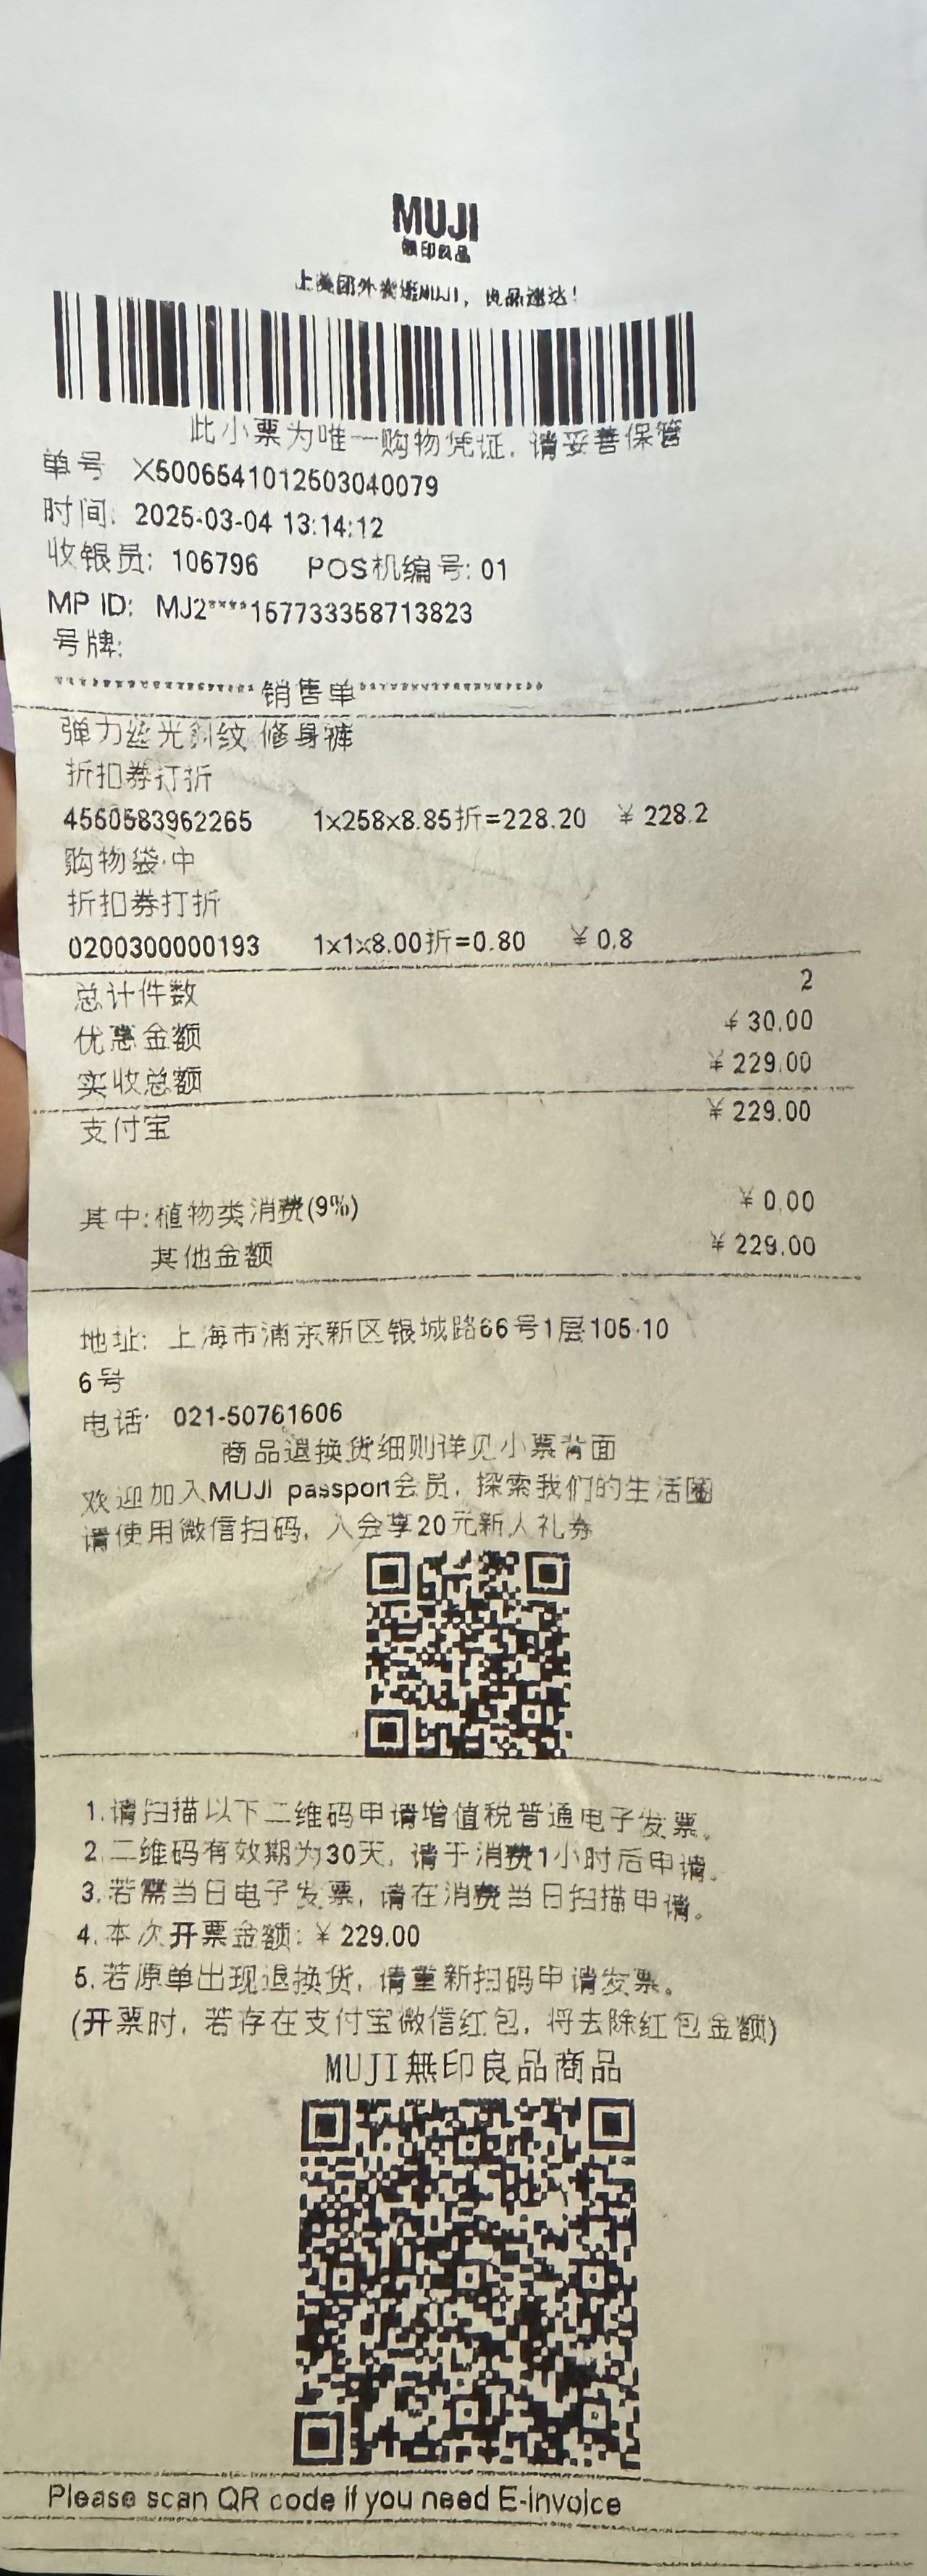 MUJI
無印良品
上美团外卖搜MUJI，良品速达！
此小票为唯一购物凭证，请妥善保管
单号 X5006541012503040079
时间: 2025-03-04 13:14:12
收银员: 106796 POS机编号: 01
MP ID: MJ2****157733358713823
号牌:
销售单
弹力丝光斜纹 修身裤
折扣券打折
4550583962265 1x258x8.85折=228.20 ¥ 228.2
购物袋·中
折扣券打折
0200300000193 1x1x8.00折=0.80 ¥ 0.8
总计件数 2
优惠金额 ¥ 30.00
实收总额 ¥ 229.00
支付宝 ¥ 229.00
其中: 植物类消费(9%) ¥ 0.00
其他金额 ¥ 229.00
地址: 上海市浦东新区银城路66号1层105-10
6号
电话: 021-50761606
商品退换货细则详见小票背面
欢迎加入MUJI passport会员，探索我们的生活圈
请使用微信扫码，入会享20元新人礼券
1.请扫描以下二维码申请增值税普通电子发票。
2.二维码有效期为30天，请于消费1小时后申请。
3.若需当日电子发票，请在消费当日扫描申请。
4.本次开票金额: ¥ 229.00
5.若原单出现退换货，请重新扫码申请发票。
(开票时，若存在支付宝微信红包，将去除红包金额)
MUJI無印良品商品
Please scan QR code if you need E-invoice